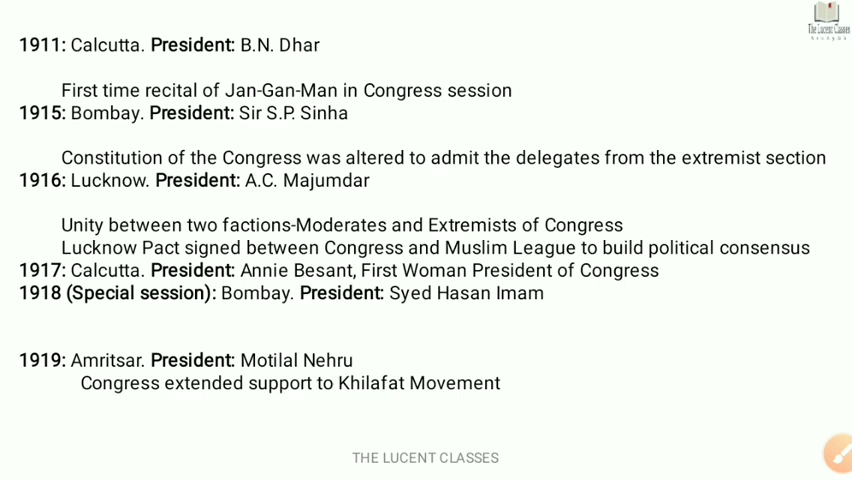 The Lucent Classes
1911: Calcutta. President: B.N. Dhar
First time recital of Jan-Gan-Man in Congress session
1915: Bombay. President: Sir S.P. Sinha
Constitution of the Congress was altered to admit the delegates from the extremist section
1916: Lucknow. President: A.C. Majumdar
Unity between two factions-Moderates and Extremists of Congress
Lucknow Pact signed between Congress and Muslim League to build political consensus
1917: Calcutta. President: Annie Besant, First Woman President of Congress
1918 (Special session): Bombay. President: Syed Hasan Imam
1919: Amritsar. President: Motilal Nehru
Congress extended support to Khilafat Movement
THE LUCENT CLASSES